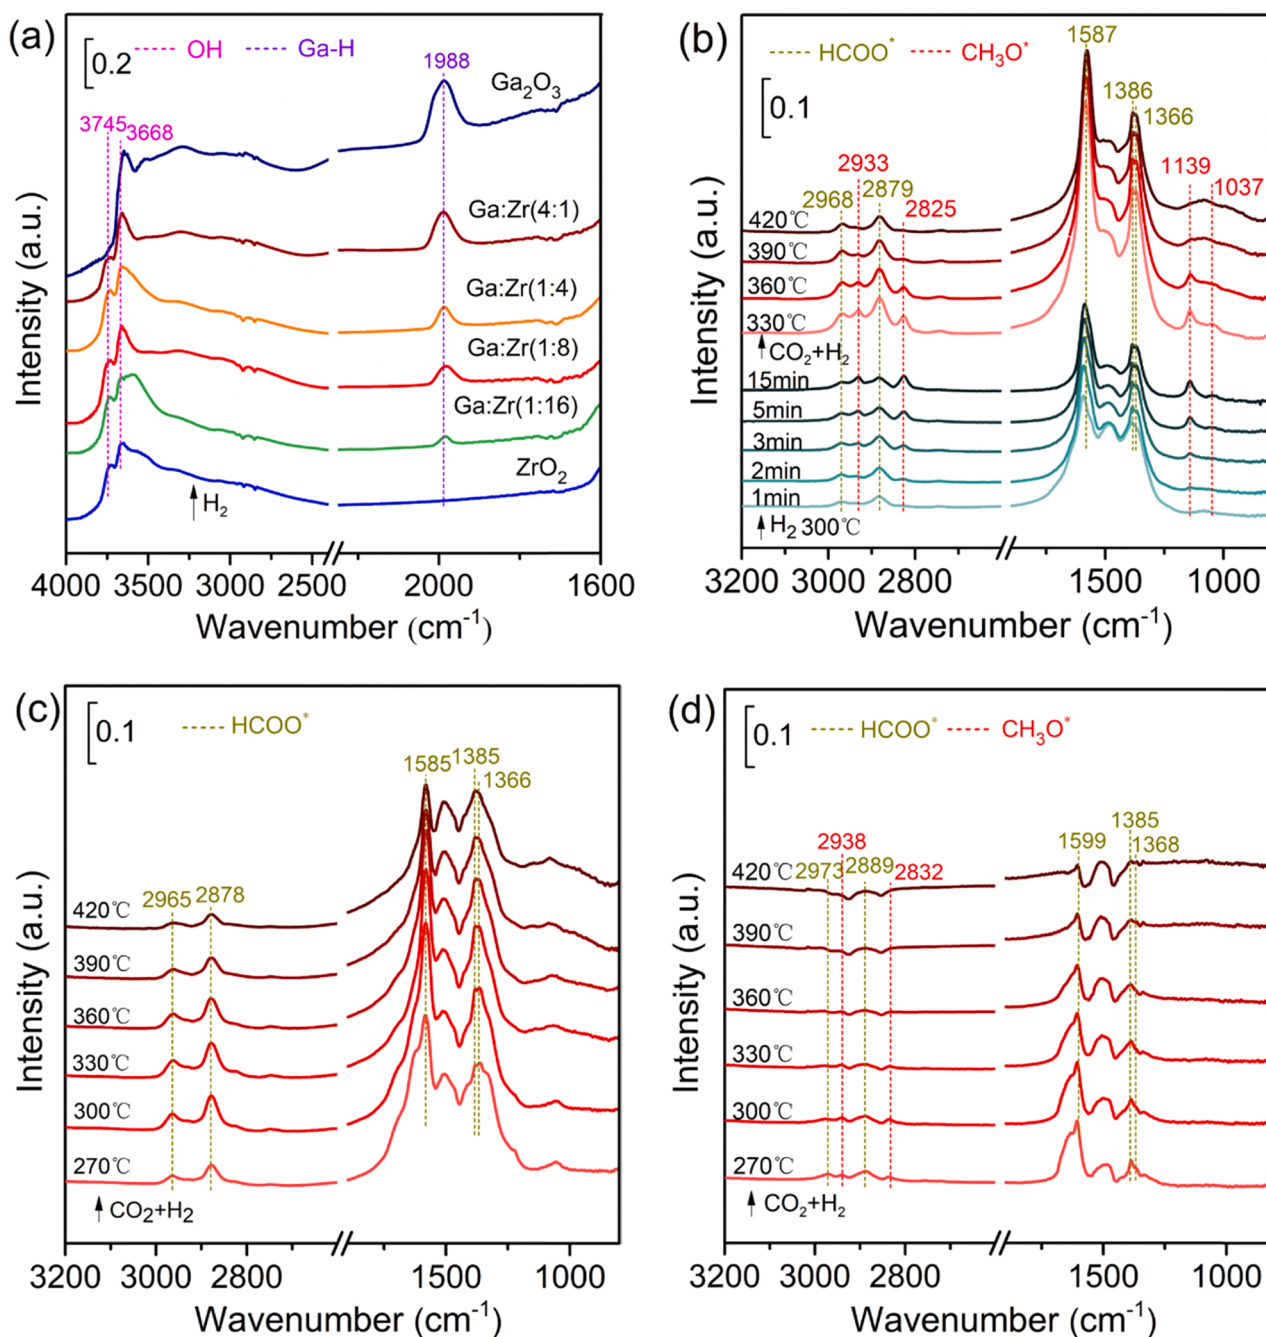 (a)
0.2
OH
Ga-H
1988
Ga₂O₃
3745
3668
Ga:Zr(4:1)
Ga:Zr(1:4)
Ga:Zr(1:8)
Ga:Zr(1:16)
ZrO₂
H₂
Intensity (a.u.)
4000 3500 3000 2500 2000 1600
Wavenumber (cm⁻¹)
(b)
HCOO*
CH₃O*
1587
0.1
1386
1366
2933
1139
2968
2879
2825
1037
420℃
390℃
360℃
330℃
CO₂+H₂
15min
5min
3min
2min
1min
H₂ 300℃
Intensity (a.u.)
3200 3000 2800 1500 1000
Wavenumber (cm⁻¹)
(c)
0.1
HCOO*
1585
1385
1366
2965
2878
420℃
390℃
360℃
330℃
300℃
270℃
CO₂+H₂
Intensity (a.u.)
3200 3000 2800 1500 1000
Wavenumber (cm⁻¹)
(d)
0.1
HCOO*
CH₃O*
1385
1599
1368
2938
2973
2889
2832
420℃
390℃
360℃
330℃
300℃
270℃
CO₂+H₂
Intensity (a.u.)
3200 3000 2800 1500 1000
Wavenumber (cm⁻¹)